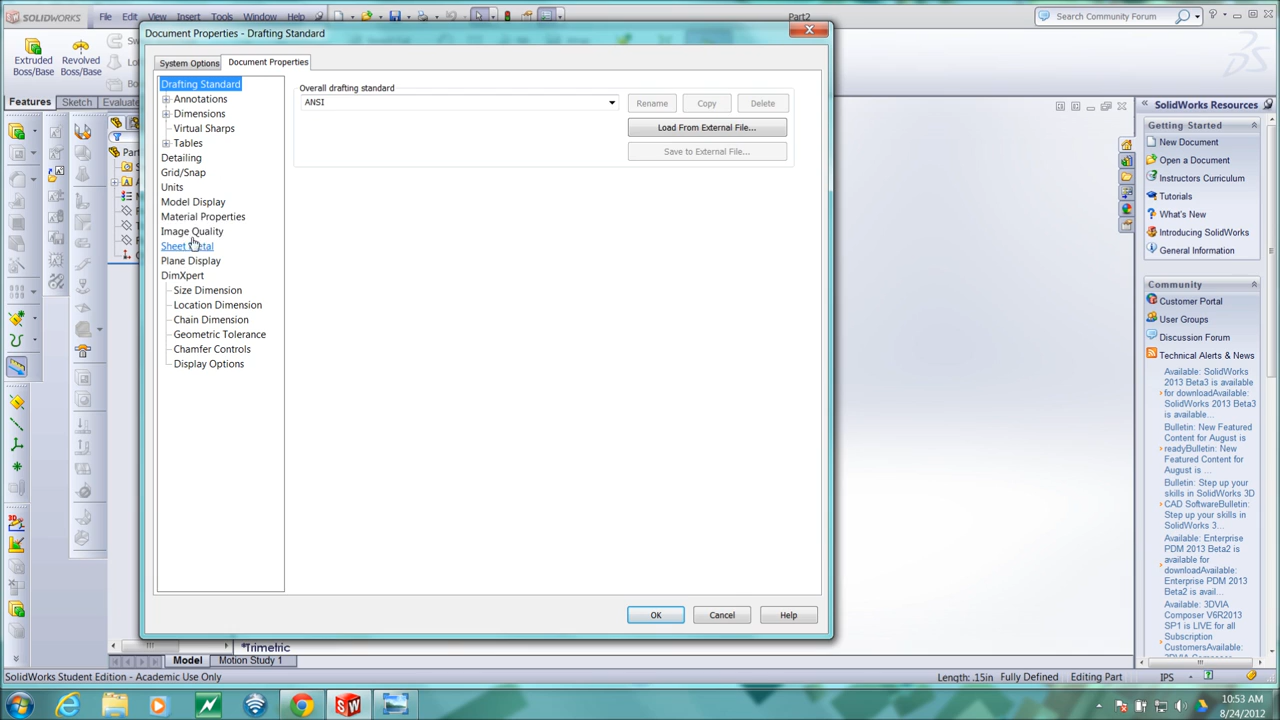 SOLIDWORKS
File Edit View Insert Tools Window Help
Part2
Search Community Forum
Extruded Boss/Base
Revolved Boss/Base
Features Sketch Evaluate
Document Properties - Drafting Standard
System Options Document Properties
Drafting Standard
Annotations
Dimensions
Virtual Sharps
Tables
Detailing
Grid/Snap
Units
Model Display
Material Properties
Image Quality
Plane Display
DimXpert
Size Dimension
Location Dimension
Chain Dimension
Geometric Tolerance
Chamfer Controls
Display Options
Overall drafting standard
ANSI
Rename Copy Delete
Load From External File...
Save to External File...
OK Cancel Help
SolidWorks Resources
Getting Started
New Document
Open a Document
Instructors Curriculum
Tutorials
What's New
Introducing SolidWorks
General Information
Community
Customer Portal
User Groups
Discussion Forum
Technical Alerts & News
Available: SolidWorks
2013 Beta3 is available
for downloadAvailable:
SolidWorks 2013 Beta3
is available...
Bulletin: New Featured
Content for August is
readyBulletin: New
Featured Content for
August is ...
Bulletin: Step up your
skills in SolidWorks 3D
CAD SoftwareBulletin:
Step up your skills in
SolidWorks 3...
Available: Enterprise
PDM 2013 Beta2 is
available for
downloadAvailable:
Enterprise PDM 2013
Beta2 is avail...
Available: 3DVIA
Composer V6R2013
SP1 is LIVE for all
Subscription
CustomersAvailable:
*Trimetric
Model Motion Study 1
SolidWorks Student Edition - Academic Use Only
Length: .15in Fully Defined Editing Part IPS
10:53 AM
8/24/2012